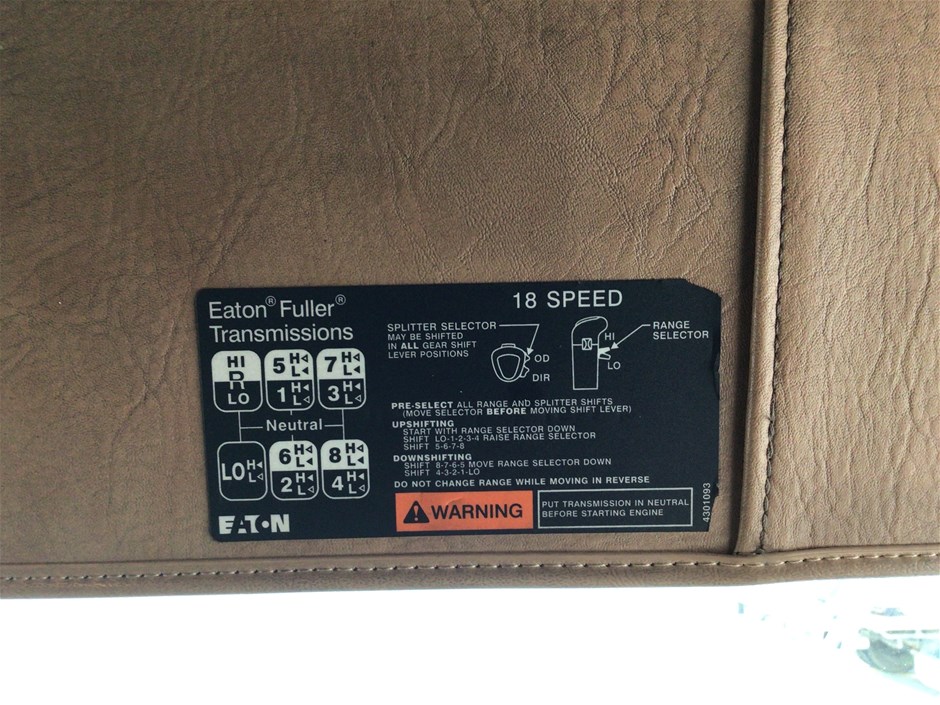 Eaton® Fuller®
Transmissions
18 SPEED
SPLITTER SELECTOR
MAY BE SHIFTED
IN ALL GEAR SHIFT
LEVER POSITIONS
OD
DIR
HI
LO
RANGE
SELECTOR
HI
R
LO
5 H L
7 H L
1 H L
3 H L
Neutral
LO H L
6 H L
8 H L
2 H L
4 H L
PRE-SELECT ALL RANGE AND SPLITTER SHIFTS
(MOVE SELECTOR BEFORE MOVING SHIFT LEVER)
UPSHIFTING
START WITH RANGE SELECTOR DOWN
SHIFT LO-1-2-3-4 RAISE RANGE SELECTOR
SHIFT 5-6-7-8
DOWNSHIFTING
SHIFT 8-7-6-5 MOVE RANGE SELECTOR DOWN
SHIFT 4-3-2-1-LO
DO NOT CHANGE RANGE WHILE MOVING IN REVERSE
WARNING
PUT TRANSMISSION IN NEUTRAL
BEFORE STARTING ENGINE
4301093
EATON